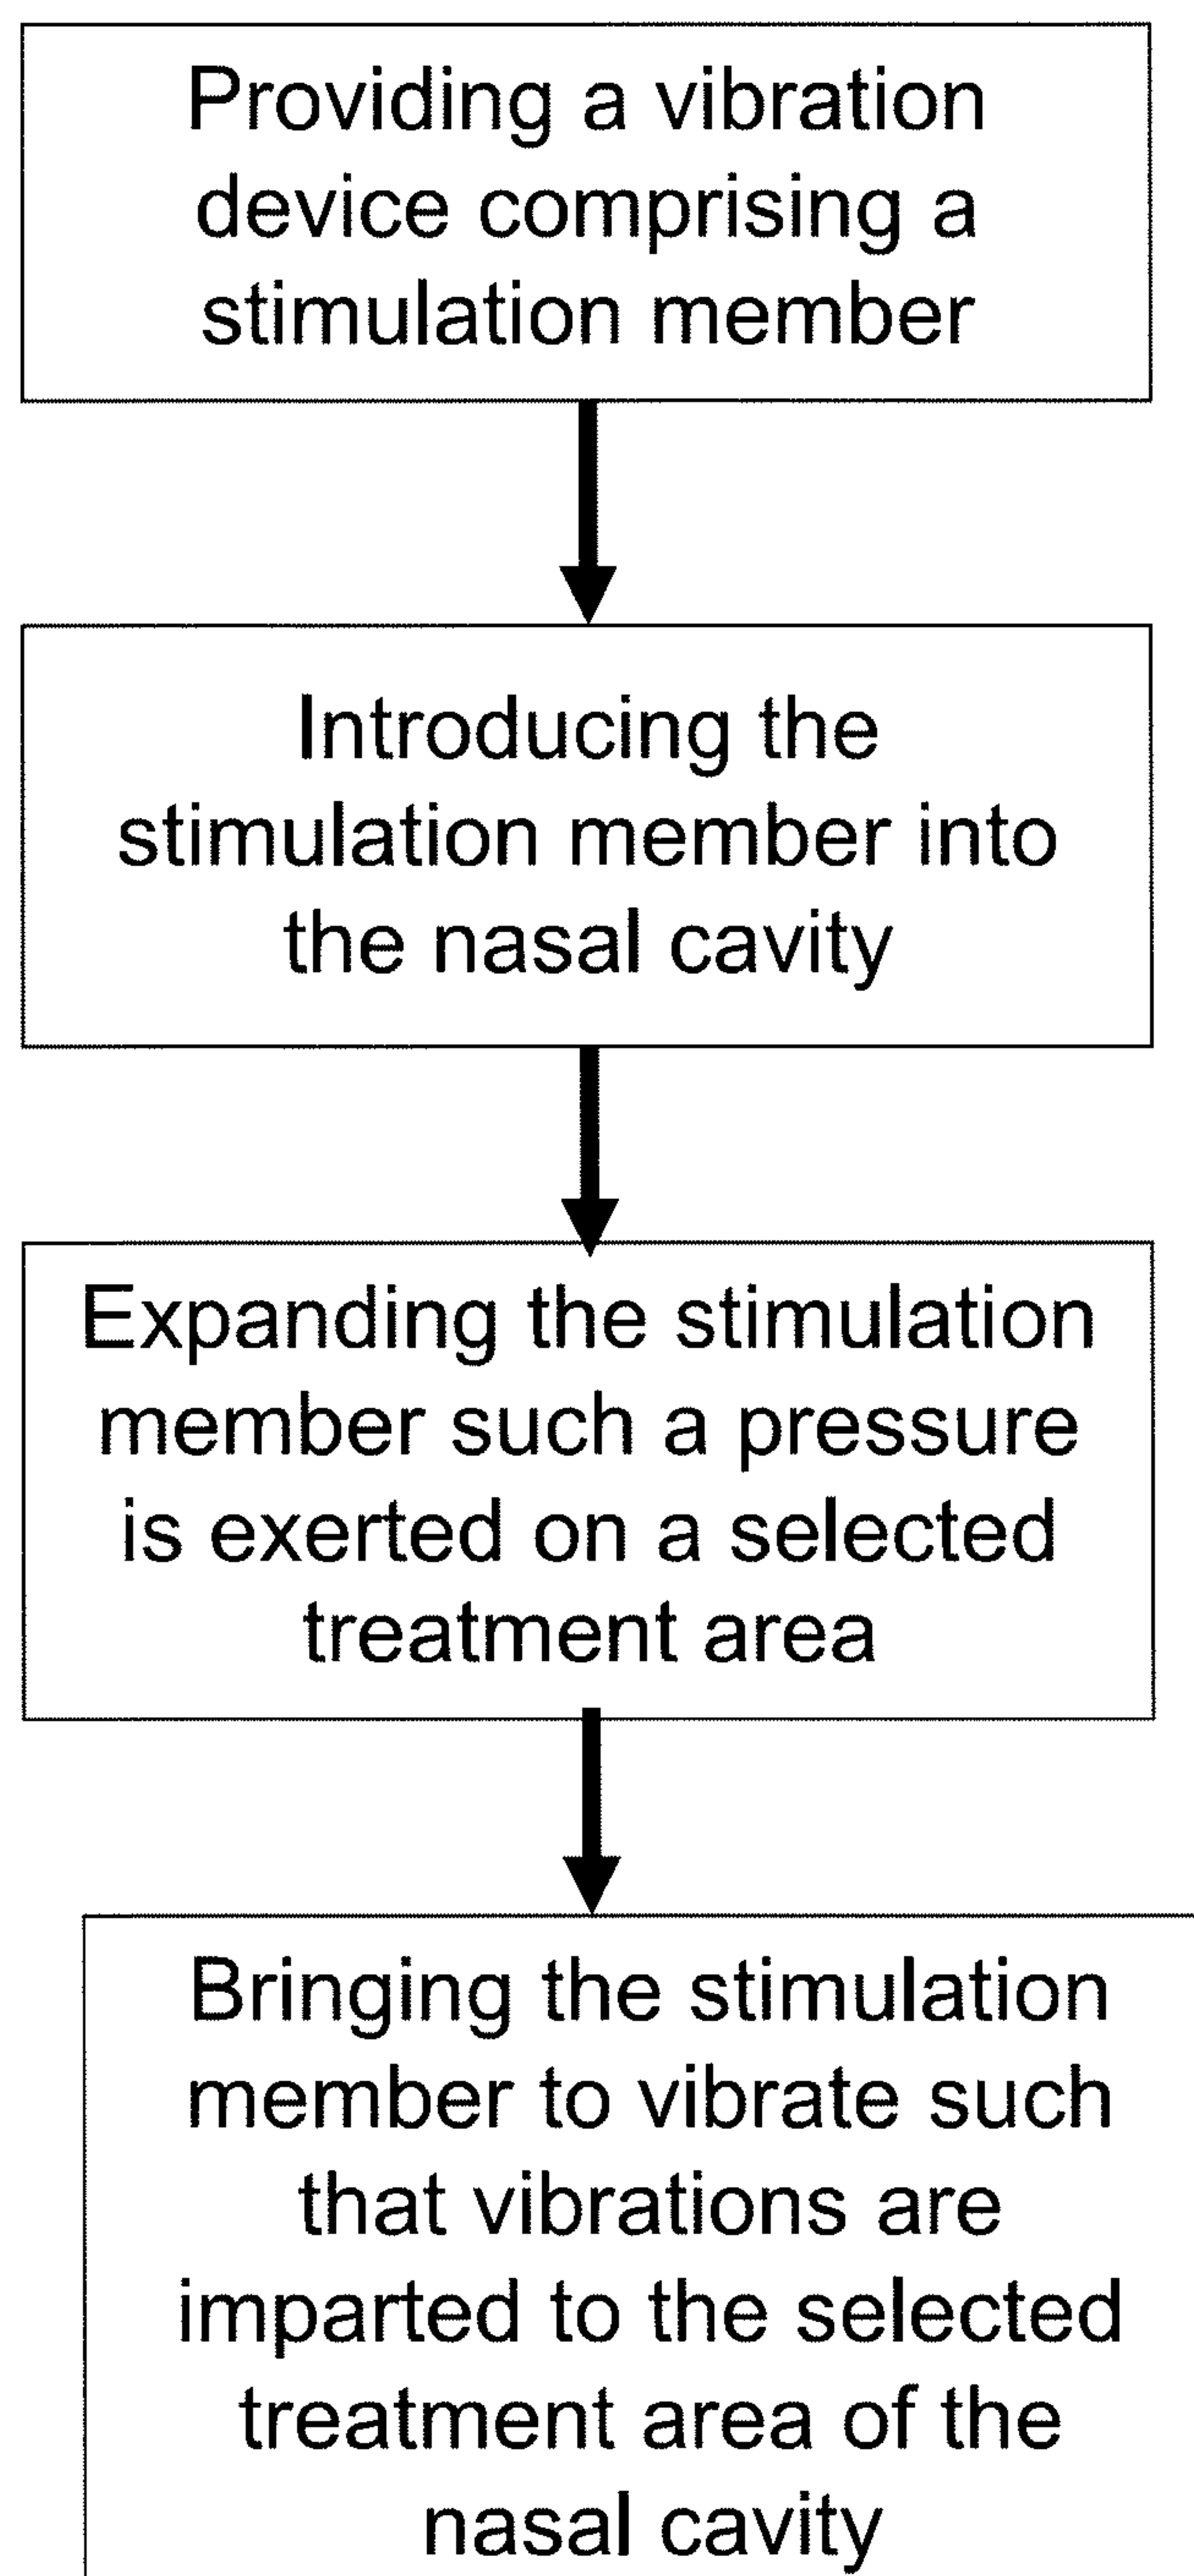 Providing a vibration
device comprising a
stimulation member
Introducing the
stimulation member into
the nasal cavity
Expanding the stimulation
member such a pressure
is exerted on a selected
treatment area
Bringing the stimulation
member to vibrate such
that vibrations are
imparted to the selected
treatment area of the
nasal cavity